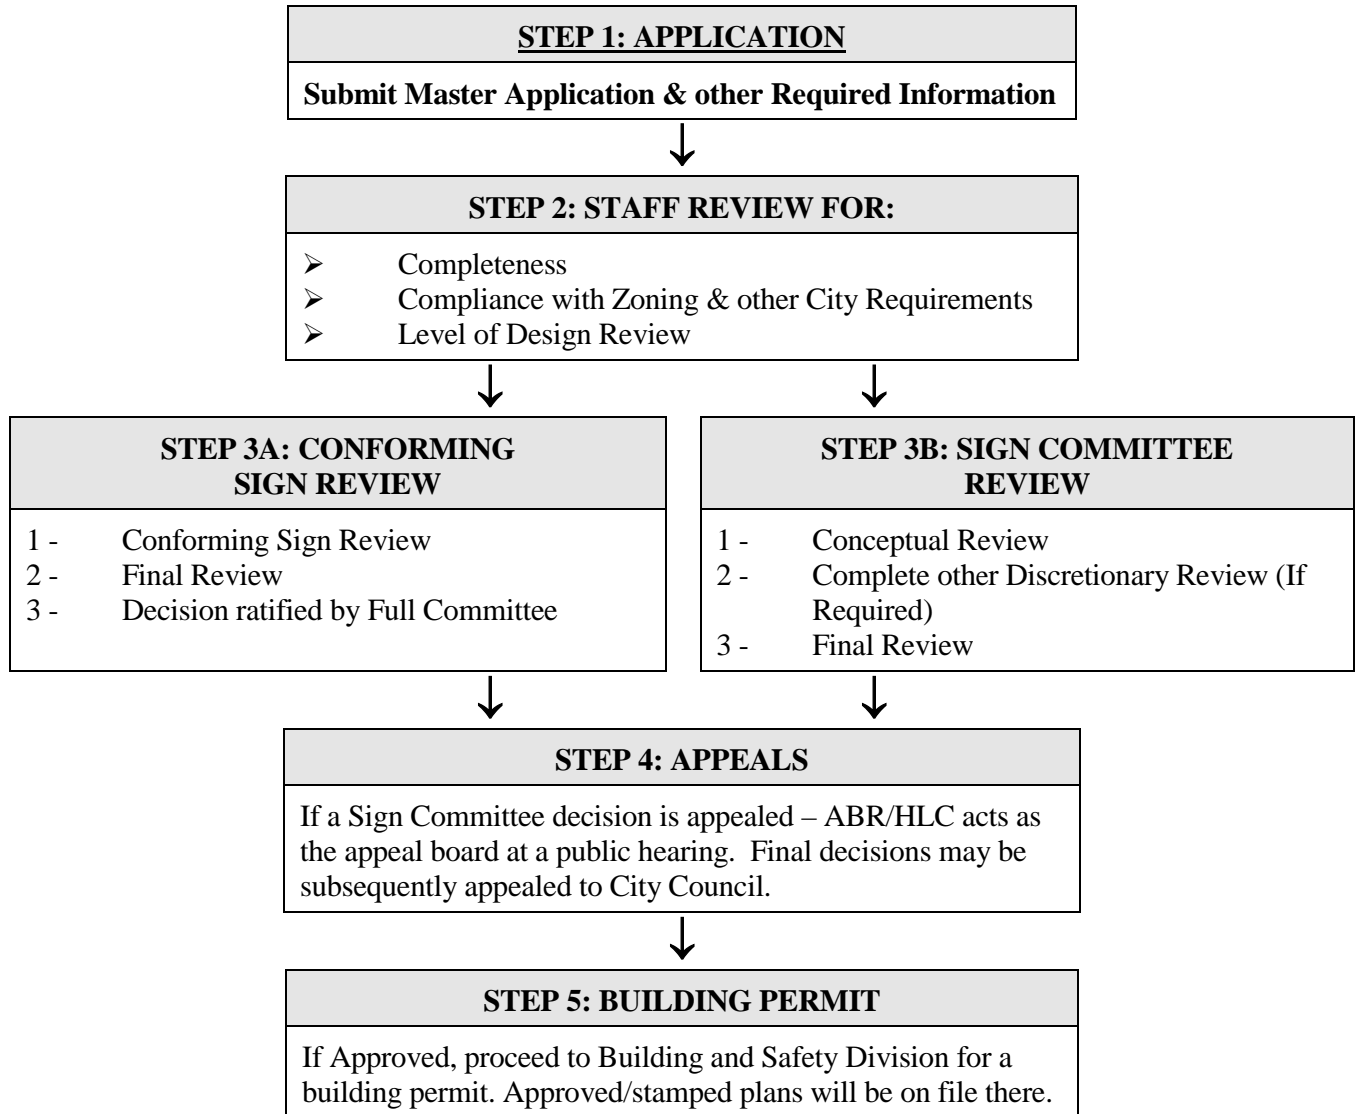 STEP 1: APPLICATION
Submit Master Application & other Required Information
STEP 2: STAFF REVIEW FOR:
➢ Completeness
➢ Compliance with Zoning & other City Requirements
➢ Level of Design Review
STEP 3A: CONFORMING
SIGN REVIEW
1 - Conforming Sign Review
2 - Final Review
3 - Decision ratified by Full Committee
STEP 3B: SIGN COMMITTEE
REVIEW
1 - Conceptual Review
2 - Complete other Discretionary Review (If
Required)
3 - Final Review
STEP 4: APPEALS
If a Sign Committee decision is appealed – ABR/HLC acts as
the appeal board at a public hearing.  Final decisions may be
subsequently appealed to City Council.
STEP 5: BUILDING PERMIT
If Approved, proceed to Building and Safety Division for a
building permit. Approved/stamped plans will be on file there.